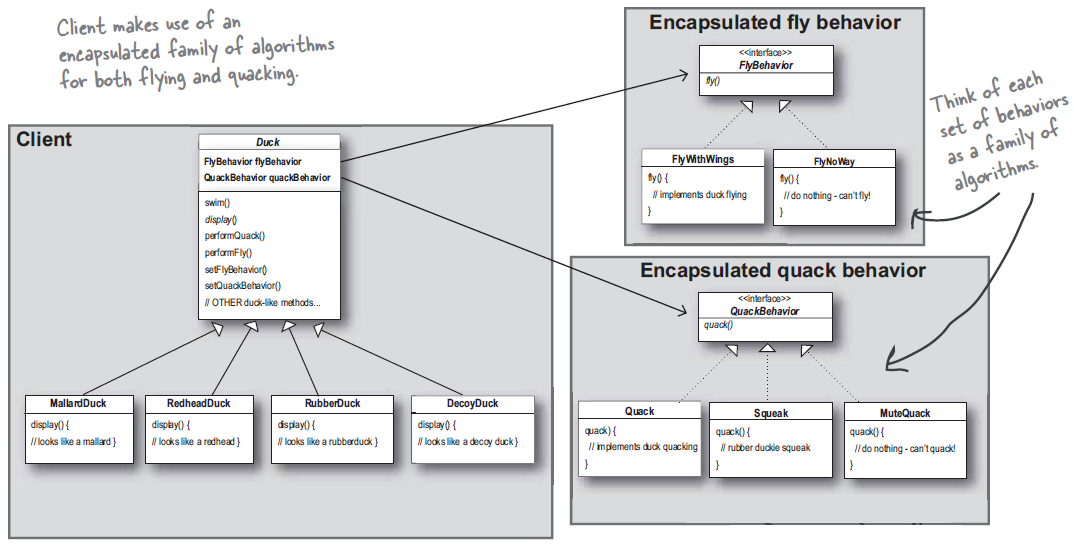 Client makes use of an
encapsulated family of algorithms
for both flying and quacking.
Client
Duck
FlyBehavior flyBehavior
QuackBehavior quackBehavior
swim()
display()
performQuack()
performFly()
setFlyBehavior()
setQuackBehavior()
// OTHER duck-like methods...
MallardDuck
display() {
// looks like a mallard }
RedheadDuck
display() {
// looks like a redhead }
RubberDuck
display() {
// looks like a rubberduck }
DecoyDuck
display() {
// looks like a decoy duck }
Encapsulated fly behavior
<<interface>>
FlyBehavior
fly()
FlyWithWings
fly() {
// implements duck flying
}
FlyNoWay
fly() {
// do nothing - can't fly!
}
Think of each
set of behaviors
as a family of
algorithms.
Encapsulated quack behavior
<<interface>>
QuackBehavior
quack()
Quack
quack) {
// implements duck quacking
}
Squeak
quack() {
// rubber duckie squeak
}
MuteQuack
quack() {
// do nothing - can't quack!
}